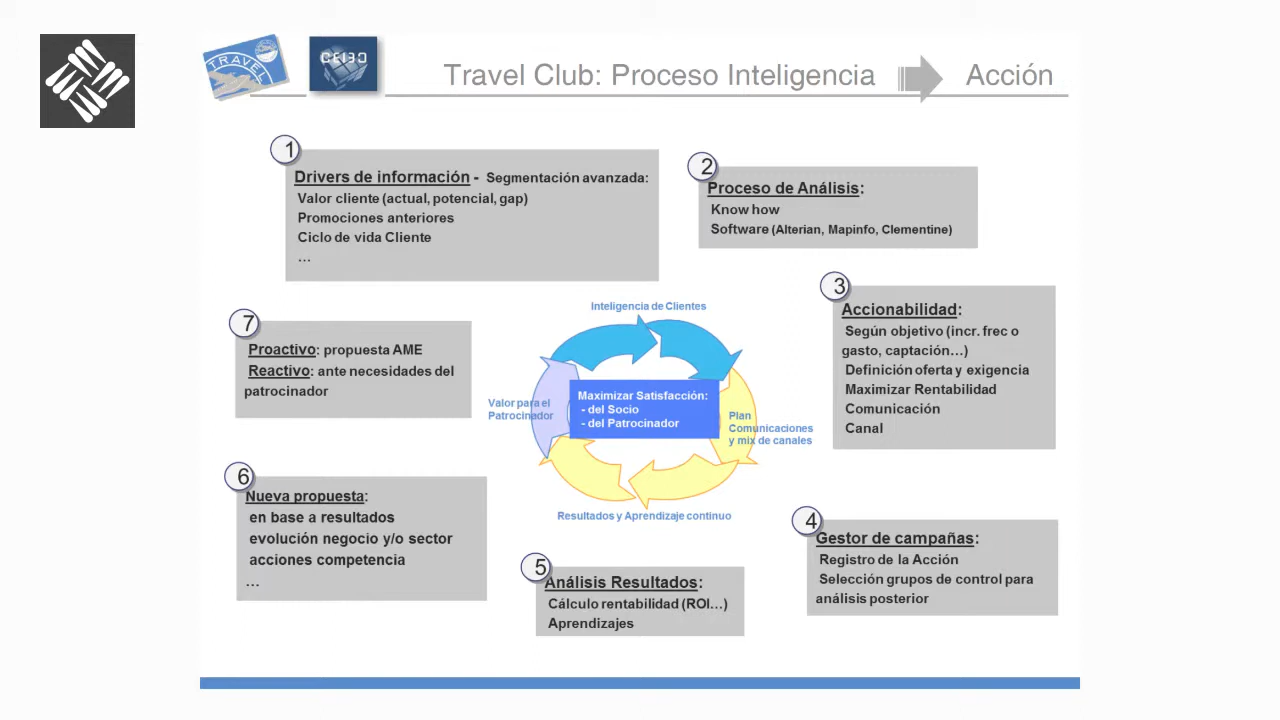 TRAVEL
Travel Club: Proceso Inteligencia
Acción
1
Drivers de información - Segmentación avanzada:
Valor cliente (actual, potencial, gap)
Promociones anteriores
Ciclo de vida Cliente
…
2
Proceso de Análisis:
Know how
Software (Alterian, Mapinfo, Clementine)
3
Accionabilidad:
Según objetivo (incr. frec o
gasto, captación…)
Definición oferta y exigencia
Maximizar Rentabilidad
Comunicación
Canal
4
Gestor de campañas:
Registro de la Acción
Selección grupos de control para
análisis posterior
5
Análisis Resultados:
Cálculo rentabilidad (ROI…)
Aprendizajes
6
Nueva propuesta:
en base a resultados
evolución negocio y/o sector
acciones competencia
…
7
Proactivo: propuesta AME
Reactivo: ante necesidades del
patrocinador
Inteligencia de Clientes
Maximizar Satisfacción:
- del Socio
- del Patrocinador
Plan
Comunicaciones
y mix de canales
Resultados y Aprendizaje continuo
Valor para el
Patrocinador